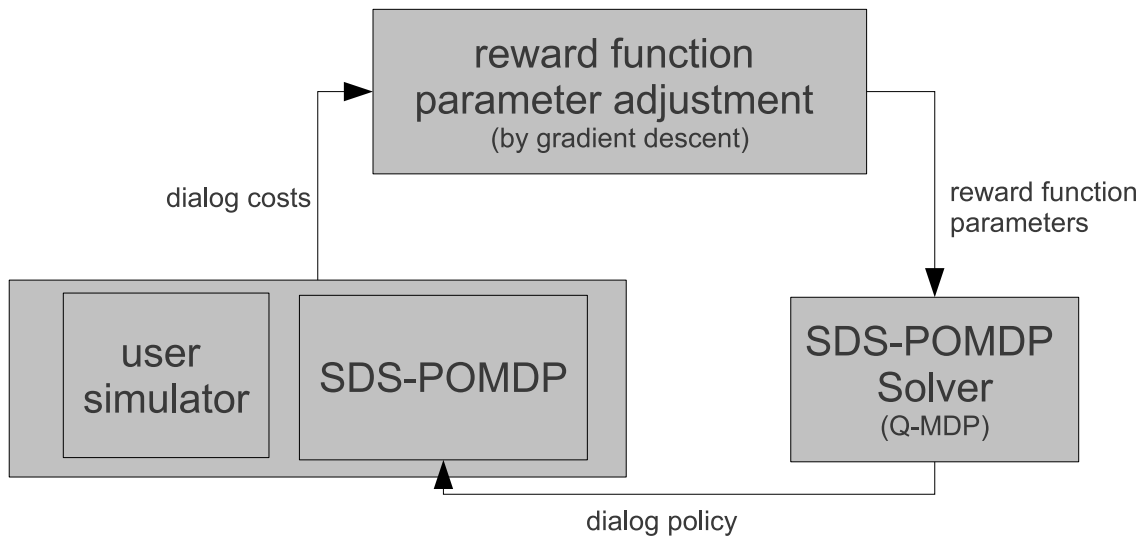 reward function
parameter adjustment
(by gradient descent)
dialog costs
reward function
parameters
user
simulator
SDS-POMDP
SDS-POMDP
Solver
(Q-MDP)
dialog policy